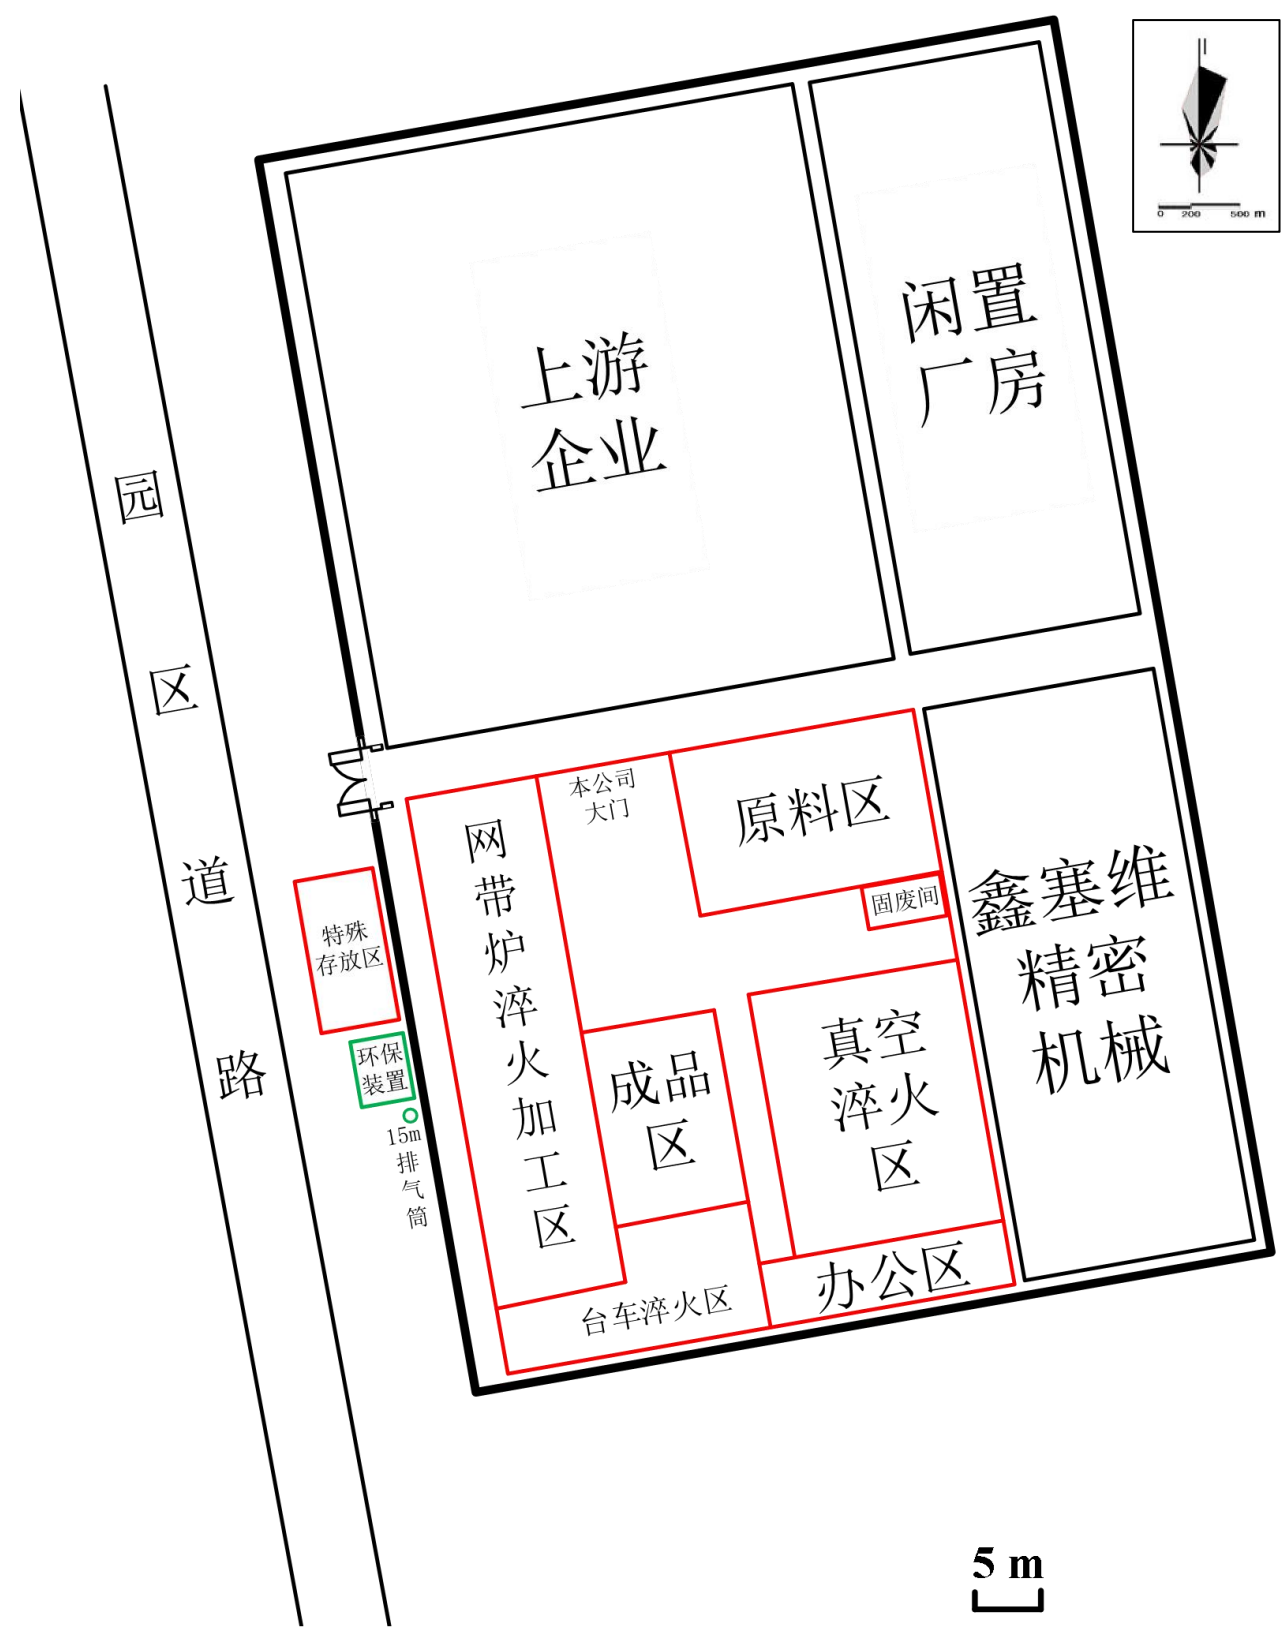 0 200 500 m
上游
企业
闲置
厂房
园区道路
本公司
大门
原料区
固废间
网带炉淬火加工区
特殊
存放区
环保
装置
15m
排气筒
成品
区
真空
淬火
区
鑫塞维
精密
机械
办公区
台车淬火区
5 m